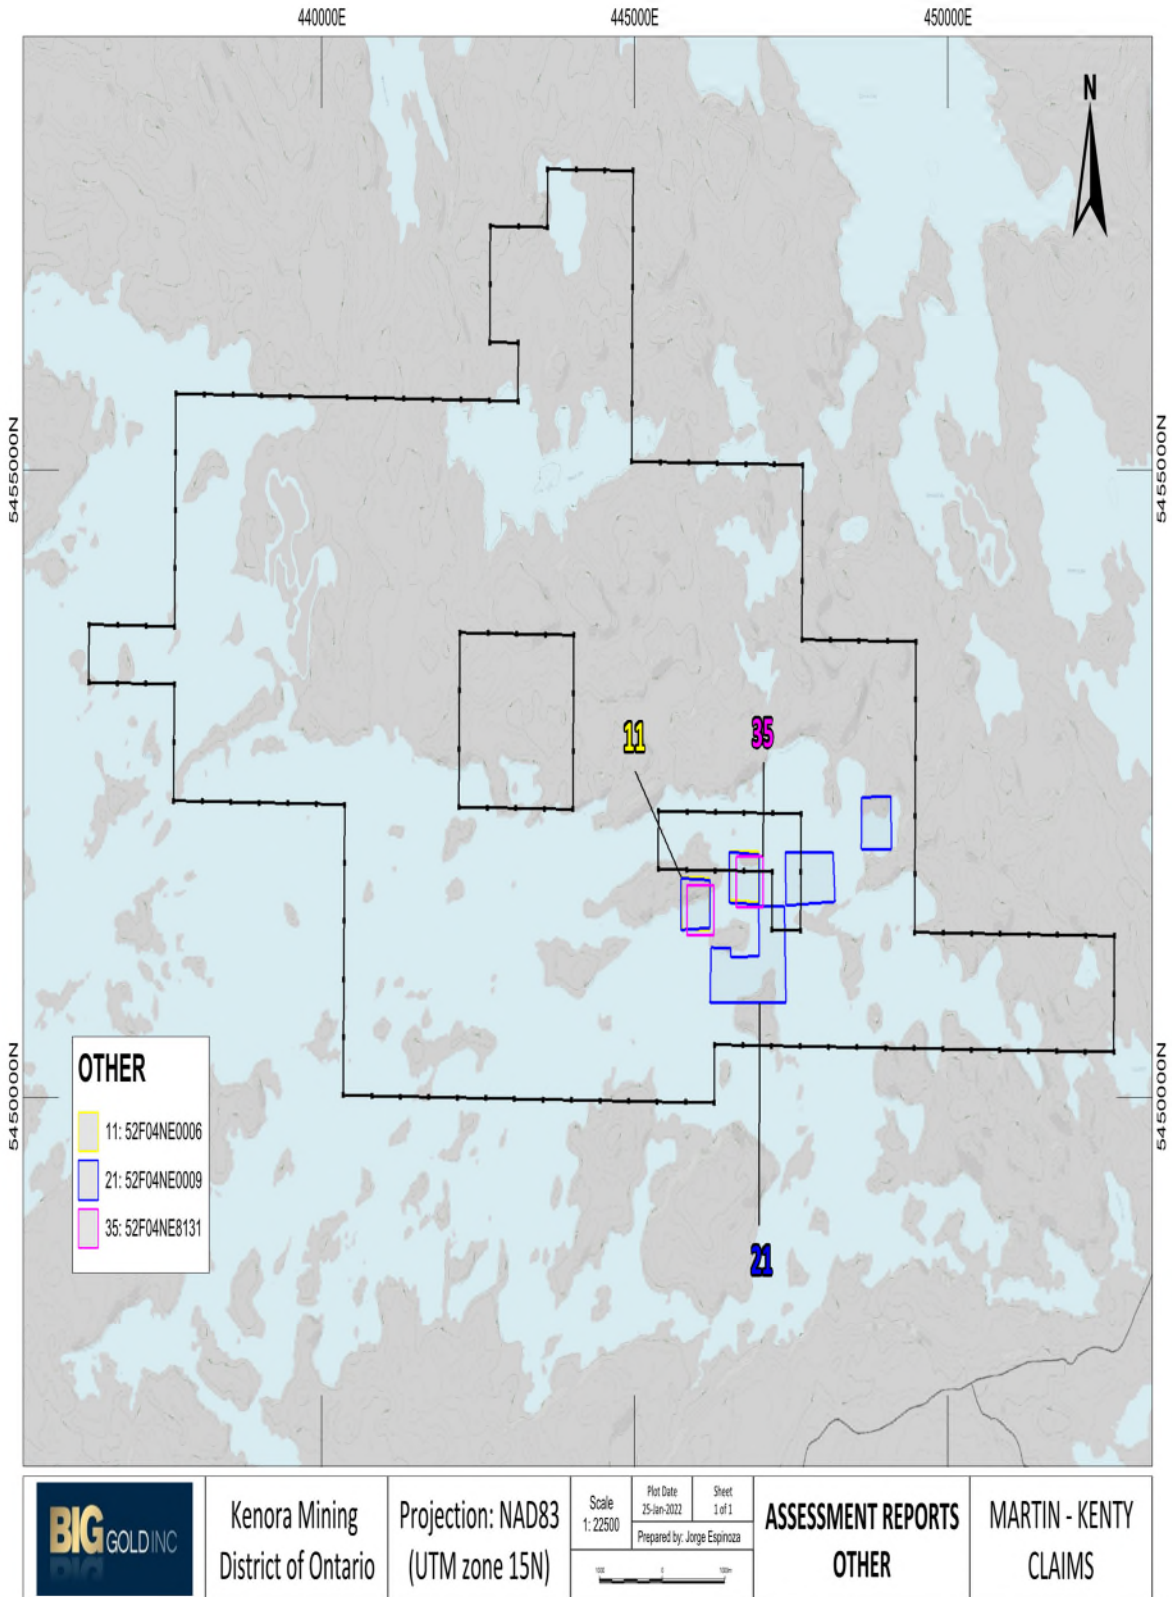 440000E 445000E 450000E
N
5455000N 5455000N
11 35
5450000N 5450000N
OTHER
11: 52F04NE0006
21: 52F04NE0009
35: 52F04NE8131
21
BIG GOLD INC
Kenora Mining
District of Ontario
Projection: NAD83
(UTM zone 15N)
Scale
1: 22500
Plot Date
25-Jan-2022
Sheet
1 of 1
Prepared by: Jorge Espinoza
ASSESSMENT REPORTS
OTHER
MARTIN - KENTY
CLAIMS